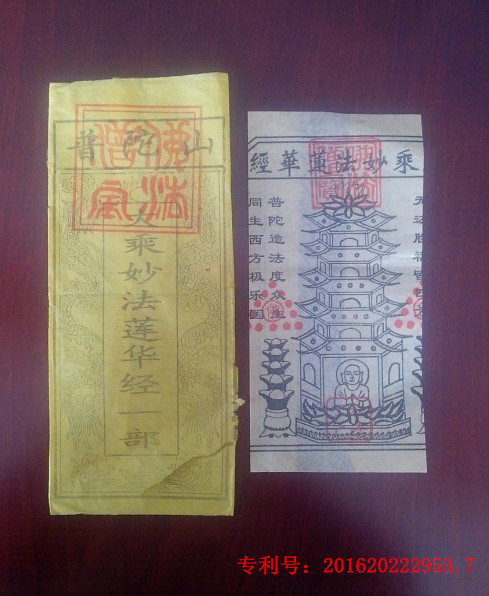 普陀山
大乘妙法莲华经一部
乘妙法蓮華經
普陀造法度众生
同生西方极乐国
专利号：201620222953.7